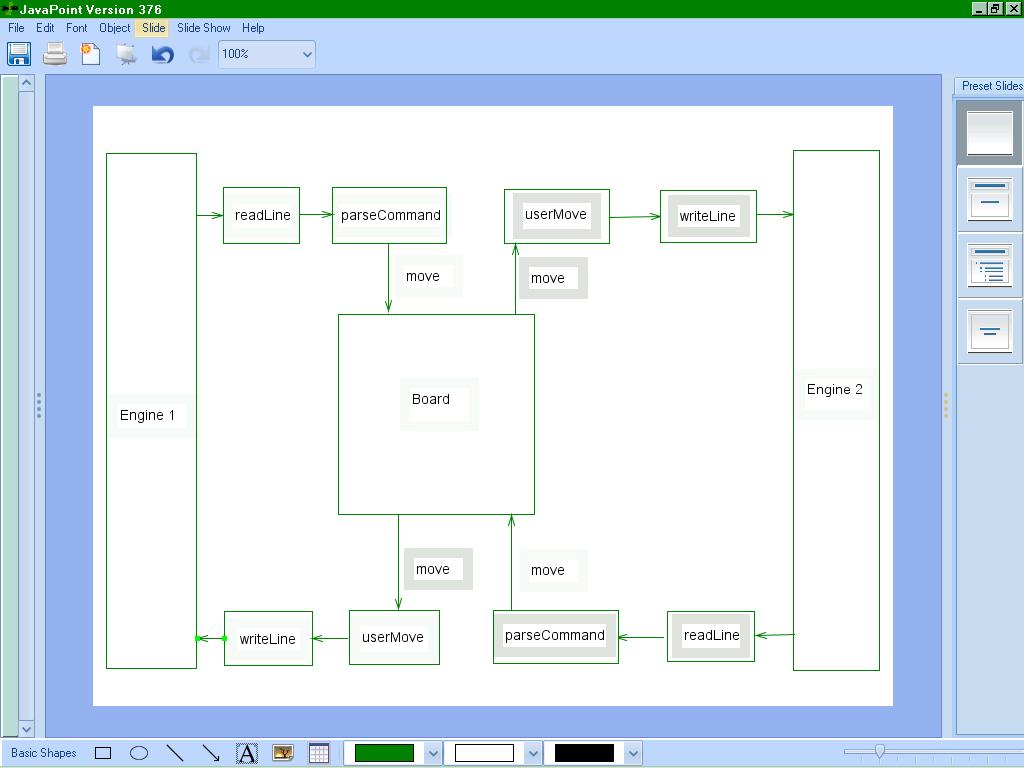 JavaPoint Version 376
File Edit Font Object Slide Slide Show Help
100%
Preset Slides
readLine
parseCommand
userMove
writeLine
move
move
Engine 1
Board
Engine 2
move
move
writeLine
userMove
parseCommand
readLine
Basic Shapes
A